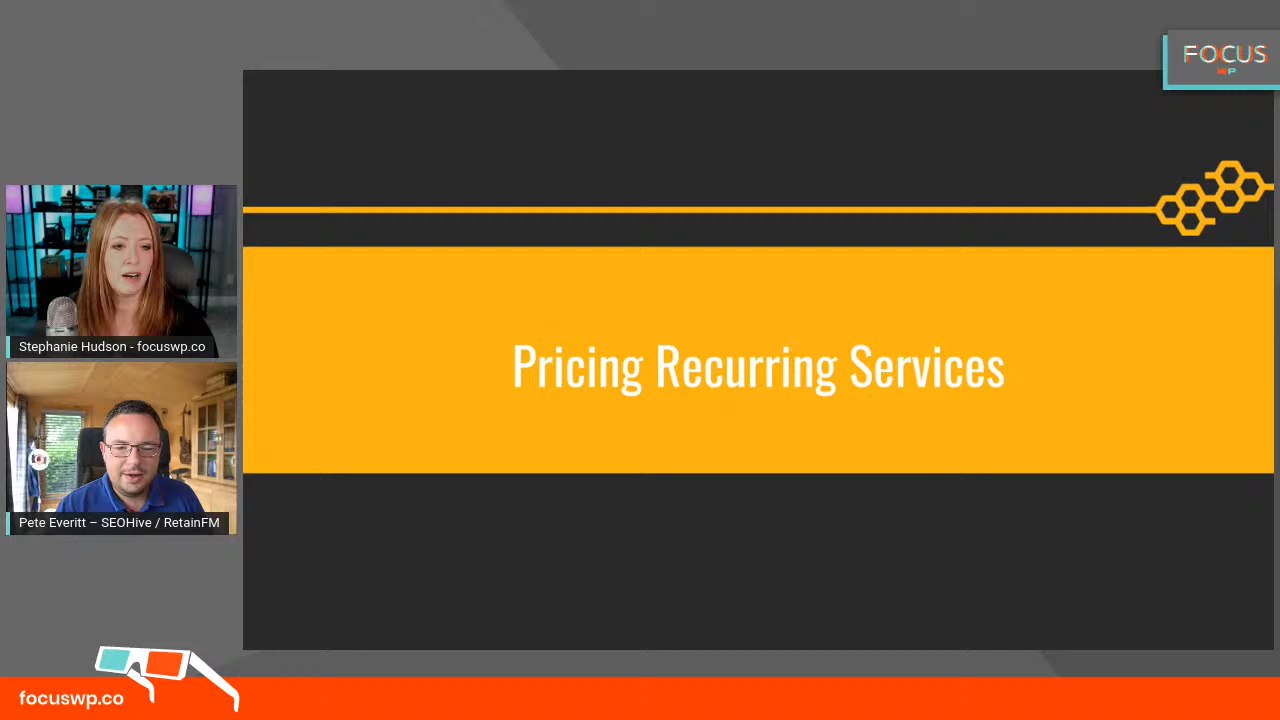 FOCUS
WP
Pricing Recurring Services
Stephanie Hudson - focuswp.co
Pete Everitt – SEOHive / RetainFM
focuswp.co